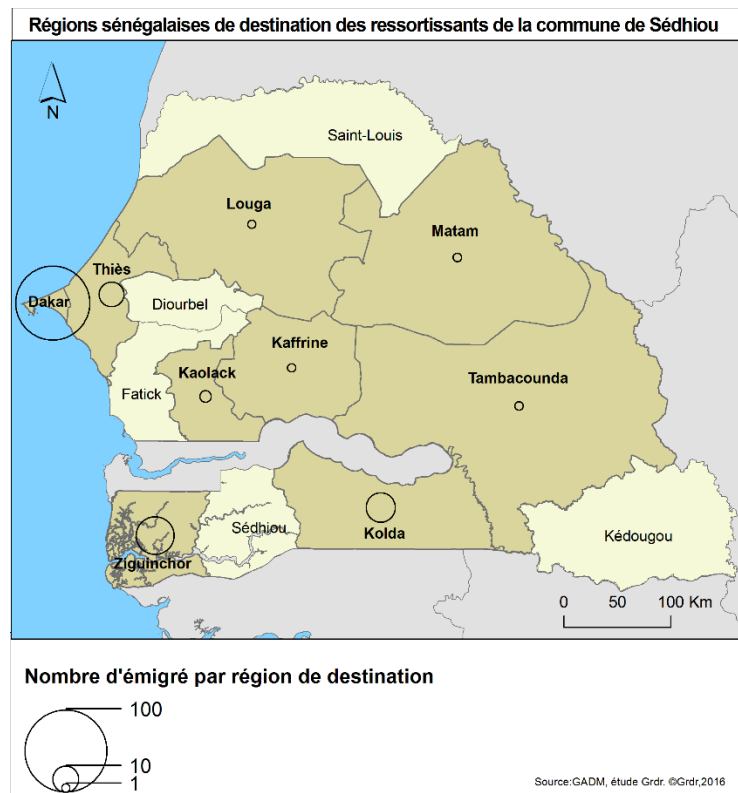 Régions sénégalaises de destination des ressortissants de la commune de Sédhiou
N
Saint-Louis
Louga
Matam
Thiès
Dakar
Diourbel
Kaffrine
Kaolack
Tambacounda
Fatick
Sédhiou
Kolda
Kédougou
Ziguinchor
0 50 100 Km
Nombre d'émigré par région de destination
100
10
1
Source:GADM, étude Grdr. ©Grdr,2016